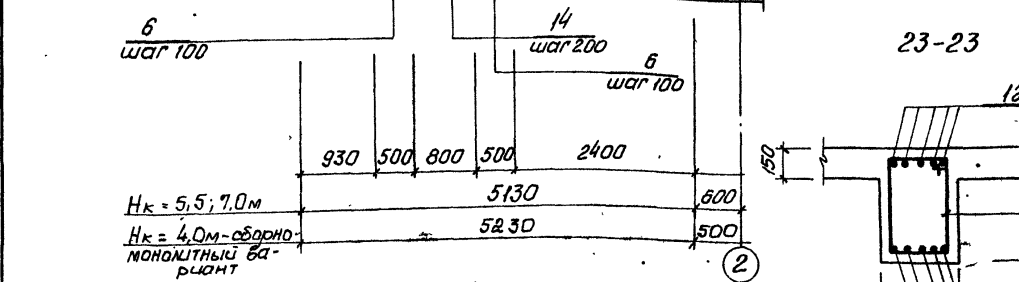 6
шаг 100
14
шаг 200
6
шаг 100
23-23
12
930 500 800 500 2400
150
Нк = 5,5; 7,0м
5130 600
Нк = 4,0м-сборно-
монолитный ва-
риант
5230 500
2